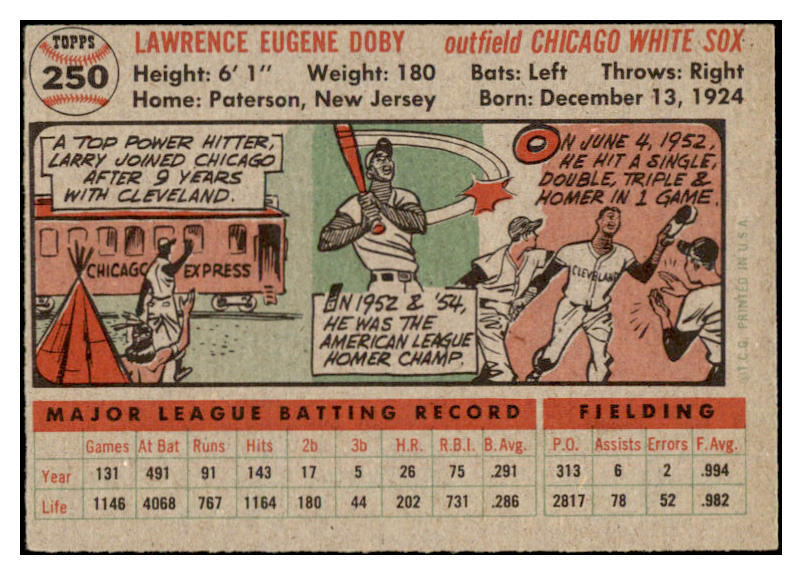 TOPPS
250
LAWRENCE EUGENE DOBY outfield CHICAGO WHITE SOX
Height: 6' 1" Weight: 180 Bats: Left Throws: Right
Home: Paterson, New Jersey Born: December 13, 1924
A TOP POWER HITTER,
LARRY JOINED CHICAGO
AFTER 9 YEARS
WITH CLEVELAND.
CHICAGO EXPRESS
IN 1952 & '54,
HE WAS THE
AMERICAN LEAGUE
HOMER CHAMP.
ON JUNE 4, 1952,
HE HIT A SINGLE,
DOUBLE, TRIPLE &
HOMER IN 1 GAME.
CLEVELAND
©T.C.G. PRINTED IN U.S.A.
MAJOR LEAGUE BATTING RECORD FIELDING
Games At Bat Runs Hits 2b 3b H.R. R.B.I. B.Avg. P.O. Assists Errors F.Avg.
Year 131 491 91 143 17 5 26 75 .291 313 6 2 .994
Life 1146 4068 767 1164 180 44 202 731 .286 2817 78 52 .982